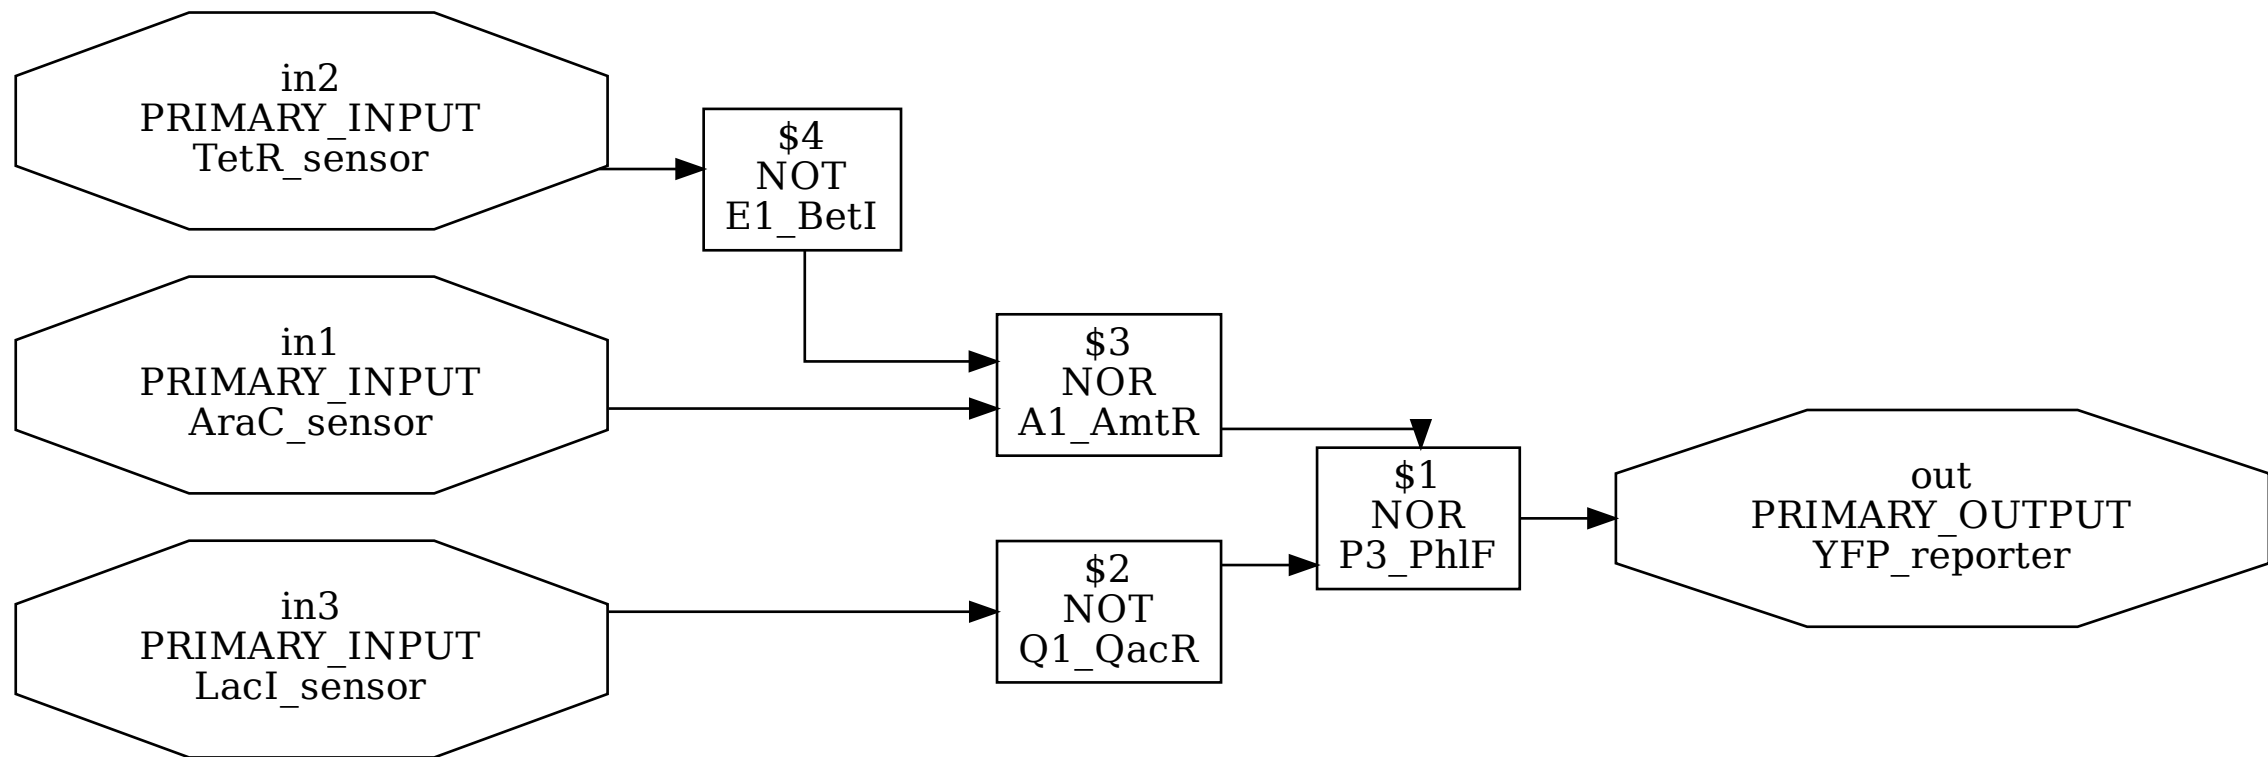 in2
PRIMARY_INPUT
TetR_sensor
$4
NOT
E1_BetI
in1
PRIMARY_INPUT
AraC_sensor
$3
NOR
A1_AmtR
in3
PRIMARY_INPUT
LacI_sensor
$2
NOT
Q1_QacR
$1
NOR
P3_PhlF
out
PRIMARY_OUTPUT
YFP_reporter